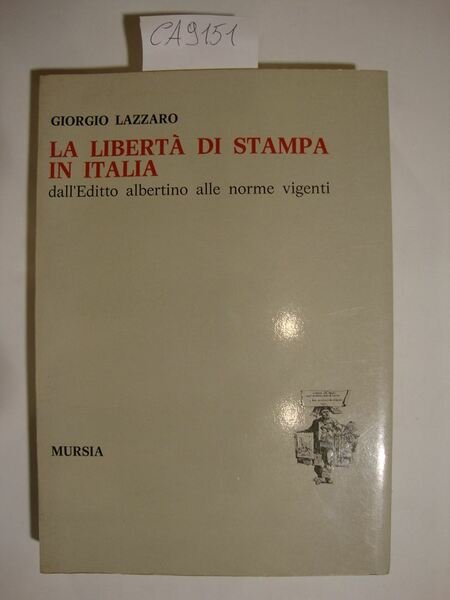 CA9151
GIORGIO LAZZARO
LA LIBERTÀ DI STAMPA
IN ITALIA
dall'Editto albertino alle norme vigenti
MURSIA